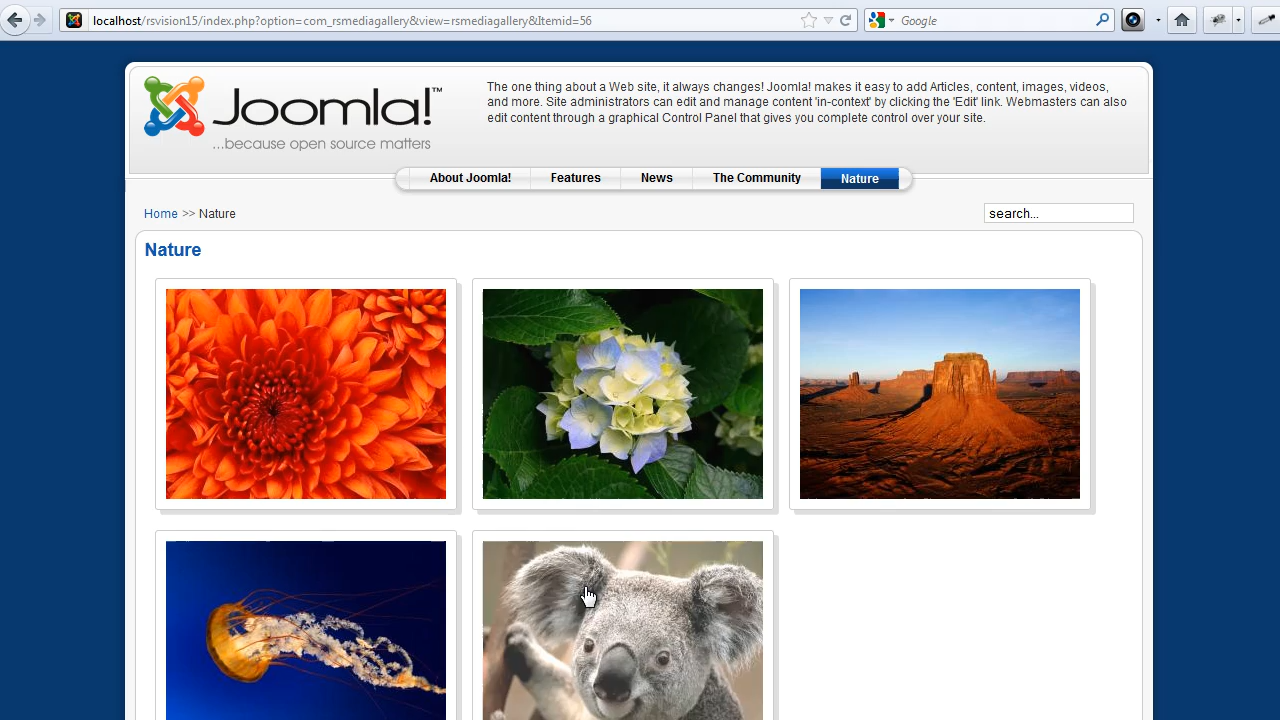 localhost/rsvision15/index.php?option=com_rsmediagallery&view=rsmediagallery&Itemid=56
Google
Joomla!™
...because open source matters
The one thing about a Web site, it always changes! Joomla! makes it easy to add Articles, content, images, videos,
and more. Site administrators can edit and manage content 'in-context' by clicking the 'Edit' link. Webmasters can also
edit content through a graphical Control Panel that gives you complete control over your site.
About Joomla!
Features
News
The Community
Nature
Home >> Nature
search...
Nature